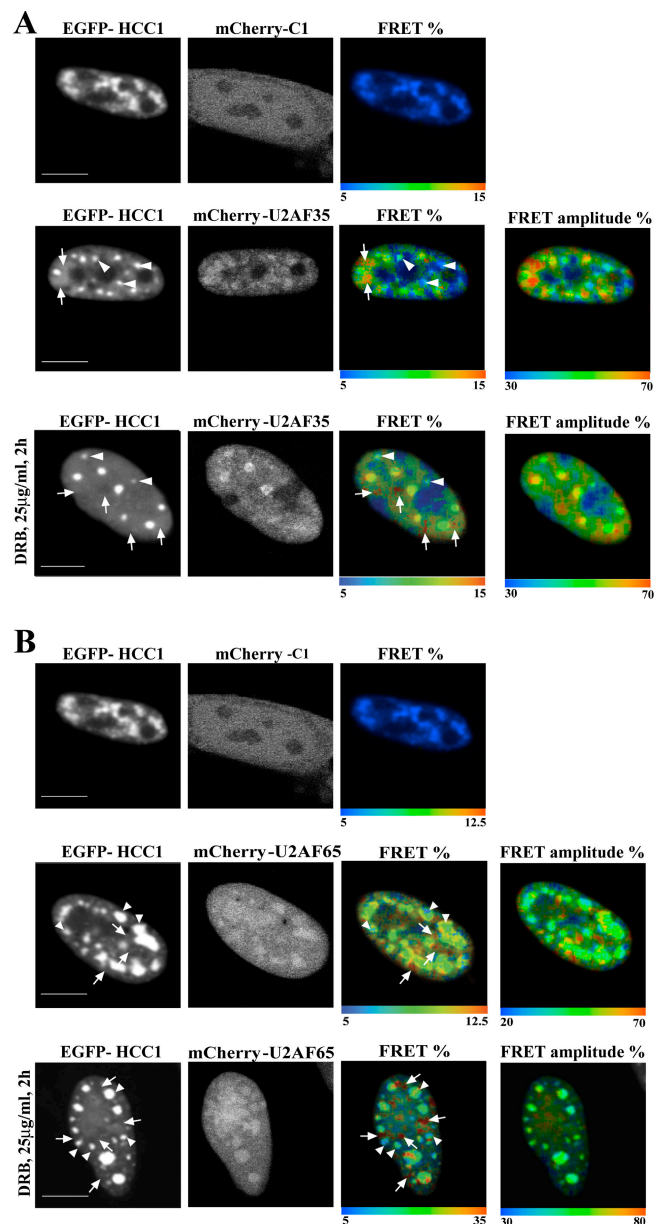 A
EGFP- HCC1 mCherry-C1 FRET %
5 15
EGFP- HCC1 mCherry-U2AF35 FRET % FRET amplitude %
5 15 30 70
EGFP- HCC1 mCherry-U2AF35 FRET % FRET amplitude %
DRB, 25µg/ml, 2h
5 15 30 70
B
EGFP- HCC1 mCherry -C1 FRET %
5 12.5
EGFP- HCC1 mCherry-U2AF65 FRET % FRET amplitude %
5 12.5 20 70
EGFP- HCC1 mCherry-U2AF65 FRET % FRET amplitude %
DRB, 25µg/ml, 2h
5 35 30 80